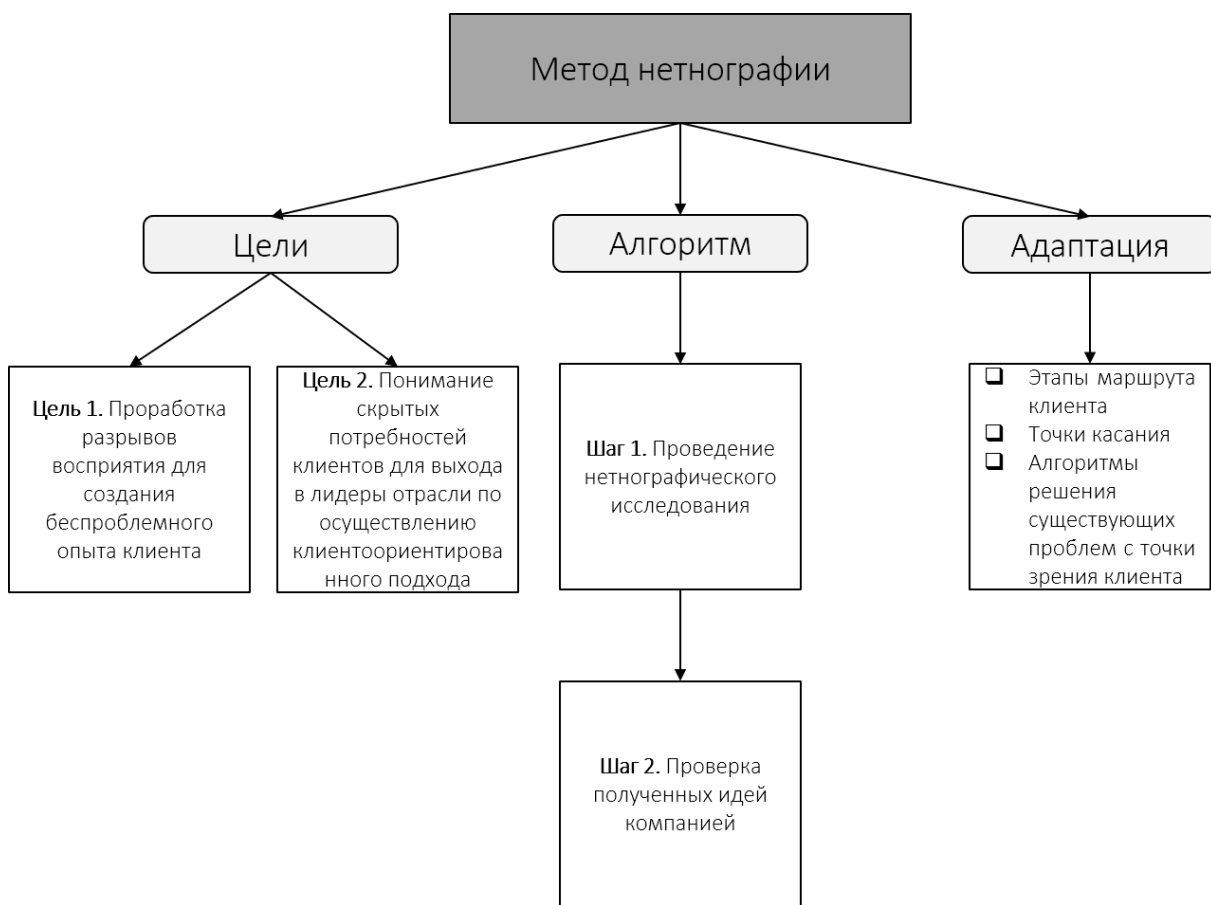 Метод нетнографии
Цели
Алгоритм
Адаптация
Цель 1. Проработка
разрывов
восприятия для
создания
беспроблемного
опыта клиента
Цель 2. Понимание
скрытых
потребностей
клиентов для выхода
в лидеры отрасли по
осуществлению
клиентоориентирова
нного подхода
Шаг 1. Проведение
нетнографического
исследования
❑ Этапы маршрута
клиента
❑ Точки касания
❑ Алгоритмы
решения
существующих
проблем с точки
зрения клиента
Шаг 2. Проверка
полученных идей
компанией